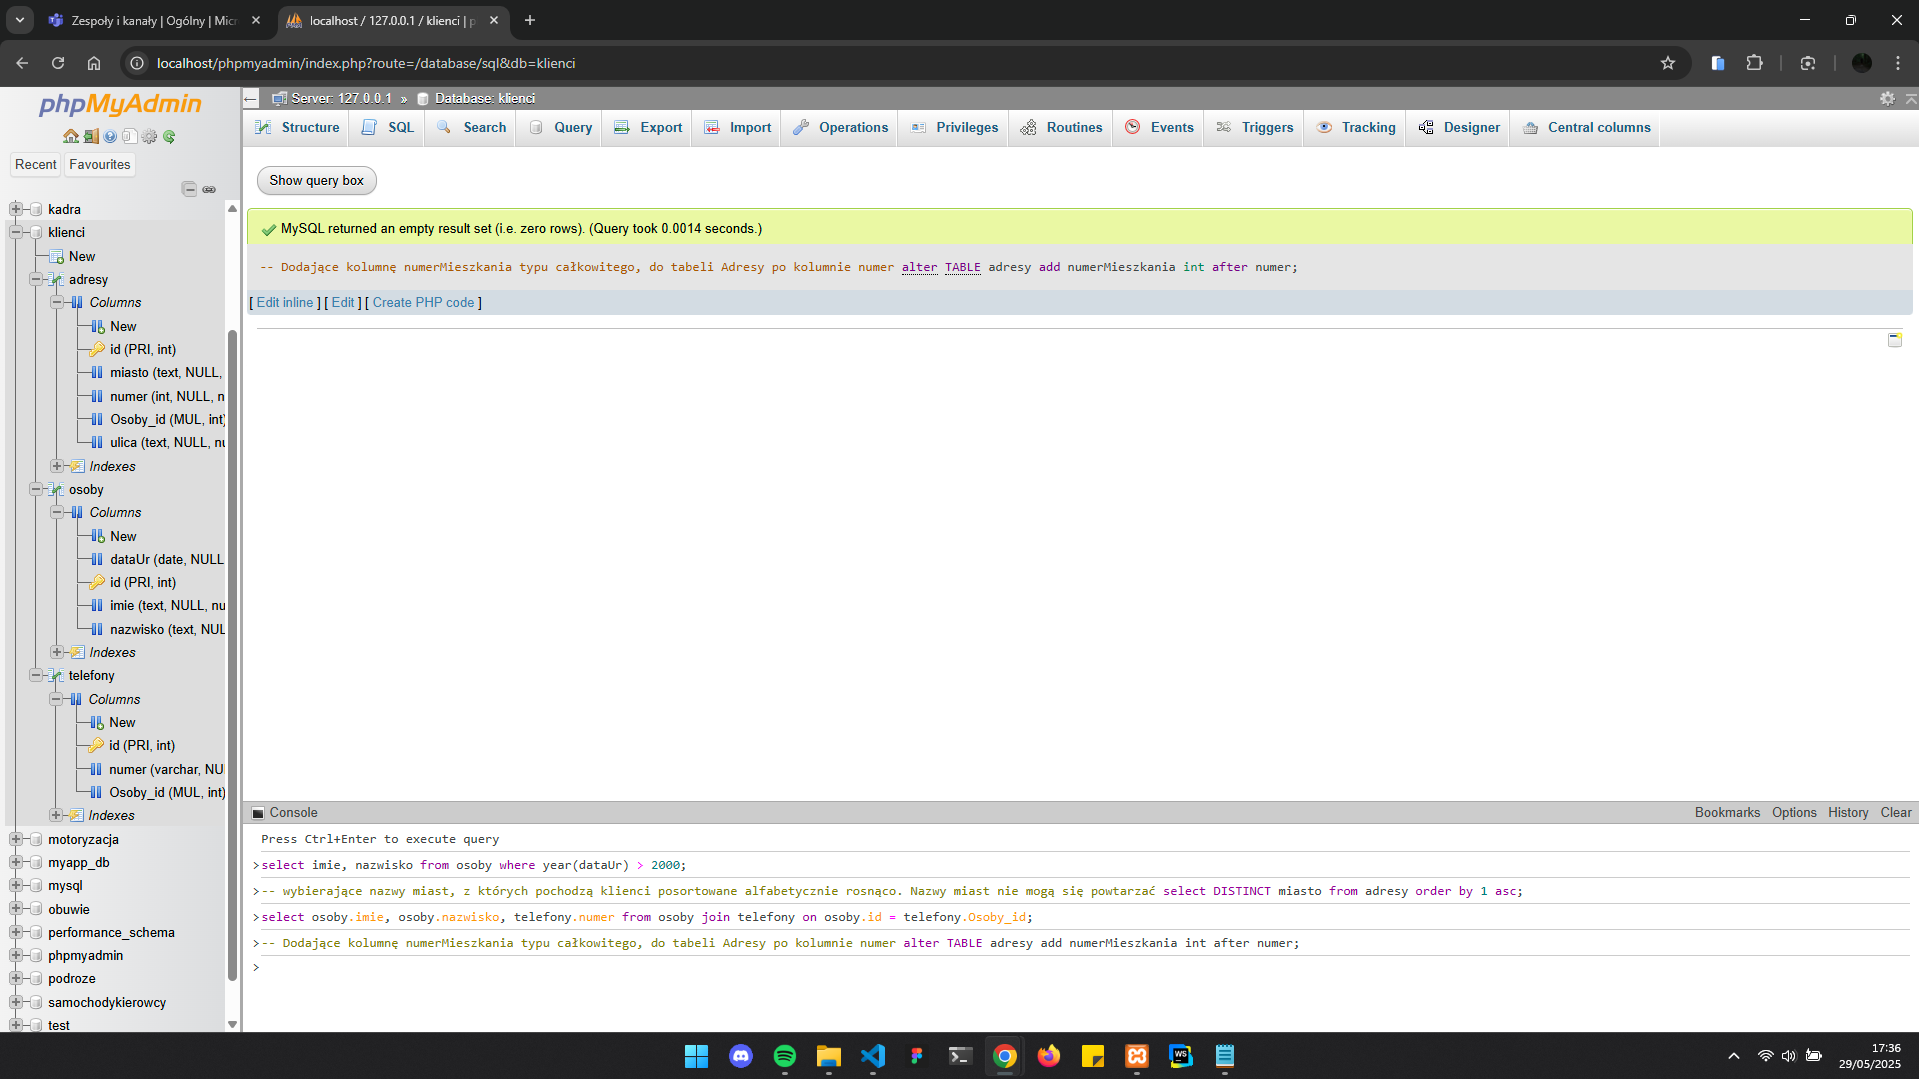 Zespoły i kanały | Ogólny | Micr
localhost / 127.0.0.1 / klienci | p
localhost/phpmyadmin/index.php?route=/database/sql&db=klienci
phpMyAdmin
Recent
Favourites
kadra
klienci
New
adresy
Columns
New
id (PRI, int)
miasto (text, NULL,
numer (int, NULL, n
Osoby_id (MUL, int)
ulica (text, NULL, nu
Indexes
osoby
Columns
New
dataUr (date, NULL
id (PRI, int)
imie (text, NULL, nu
nazwisko (text, NUL
Indexes
telefony
Columns
New
id (PRI, int)
numer (varchar, NU
Osoby_id (MUL, int)
Indexes
motoryzacja
myapp_db
mysql
obuwie
performance_schema
phpmyadmin
podroze
samochodykierowcy
test
Server: 127.0.0.1 » Database: klienci
Structure
SQL
Search
Query
Export
Import
Operations
Privileges
Routines
Events
Triggers
Tracking
Designer
Central columns
Show query box
MySQL returned an empty result set (i.e. zero rows). (Query took 0.0014 seconds.)
-- Dodające kolumnę numerMieszkania typu całkowitego, do tabeli Adresy po kolumnie numer alter TABLE adresy add numerMieszkania int after numer;
[ Edit inline ] [ Edit ] [ Create PHP code ]
Console
Bookmarks Options History Clear
Press Ctrl+Enter to execute query
>select imie, nazwisko from osoby where year(dataUr) > 2000;
>-- wybierające nazwy miast, z których pochodzą klienci posortowane alfabetycznie rosnąco. Nazwy miast nie mogą się powtarzać select DISTINCT miasto from adresy order by 1 asc;
>select osoby.imie, osoby.nazwisko, telefony.numer from osoby join telefony on osoby.id = telefony.Osoby_id;
>-- Dodające kolumnę numerMieszkania typu całkowitego, do tabeli Adresy po kolumnie numer alter TABLE adresy add numerMieszkania int after numer;
>
WS
17:36
29/05/2025